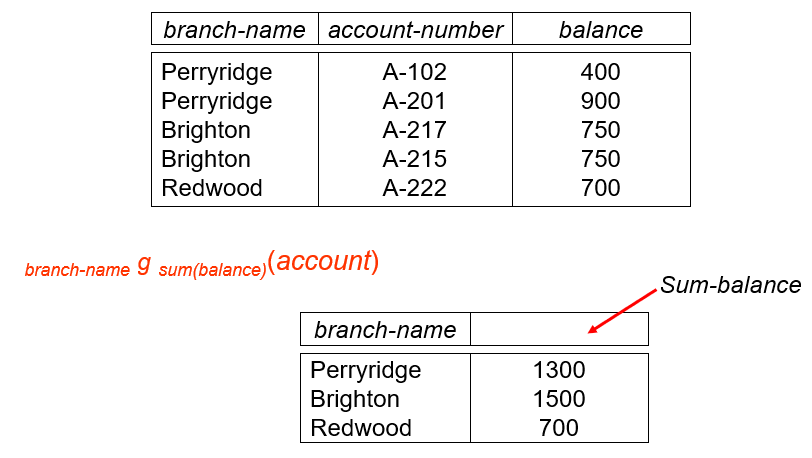 branch-name account-number balance
Perryridge A-102 400
Perryridge A-201 900
Brighton A-217 750
Brighton A-215 750
Redwood A-222 700
branch-name g sum(balance)(account)
Sum-balance
branch-name
Perryridge 1300
Brighton 1500
Redwood 700